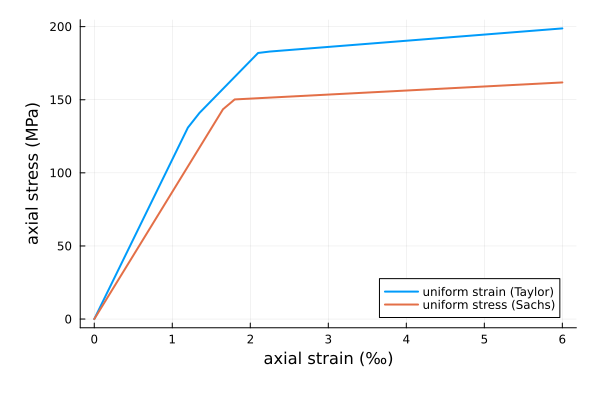 200
150
100
50
0
axial stress (MPa)
uniform strain (Taylor)
uniform stress (Sachs)
0 1 2 3 4 5 6
axial strain (‰)